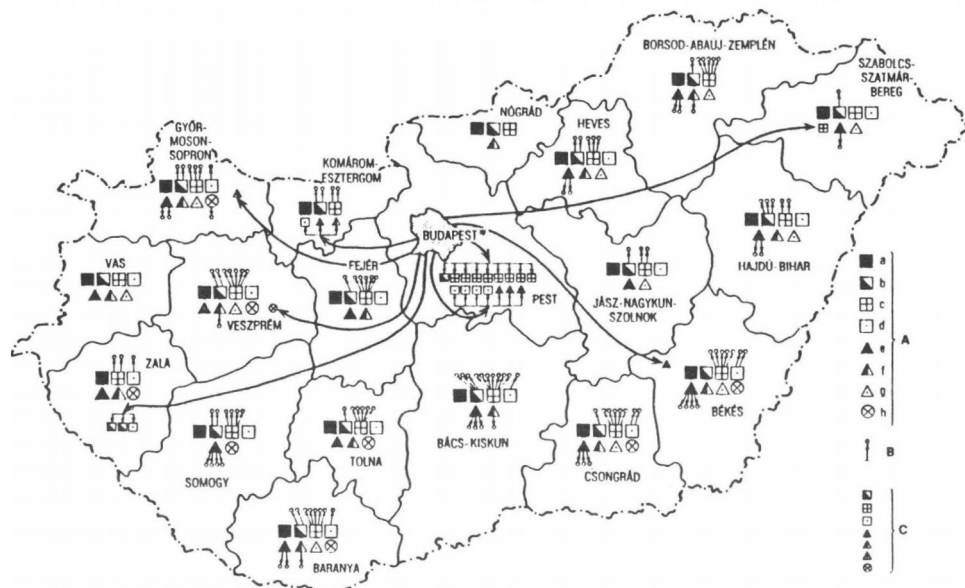 BORSOD-ABAUJ-ZEMPLÉN
SZABOLCS-
SZATMÁR-
BEREG
NÓGRÁD
HEVES
GYŐR-
MOSON-
SOPRON
KOMÁROM-
ESZTERGOM
BUDAPEST*
HAJDÚ-BIHAR
VAS
FEJÉR
VESZPRÉM
PEST
JÁSZ-NAGYKUN-
SZOLNOK
ZALA
BÉKÉS
BÁCS-KISKUN
TOLNA
SOMOGY
CSONGRÁD
BARANYA
a
b
c
d
e
f
g
h
A
B
C